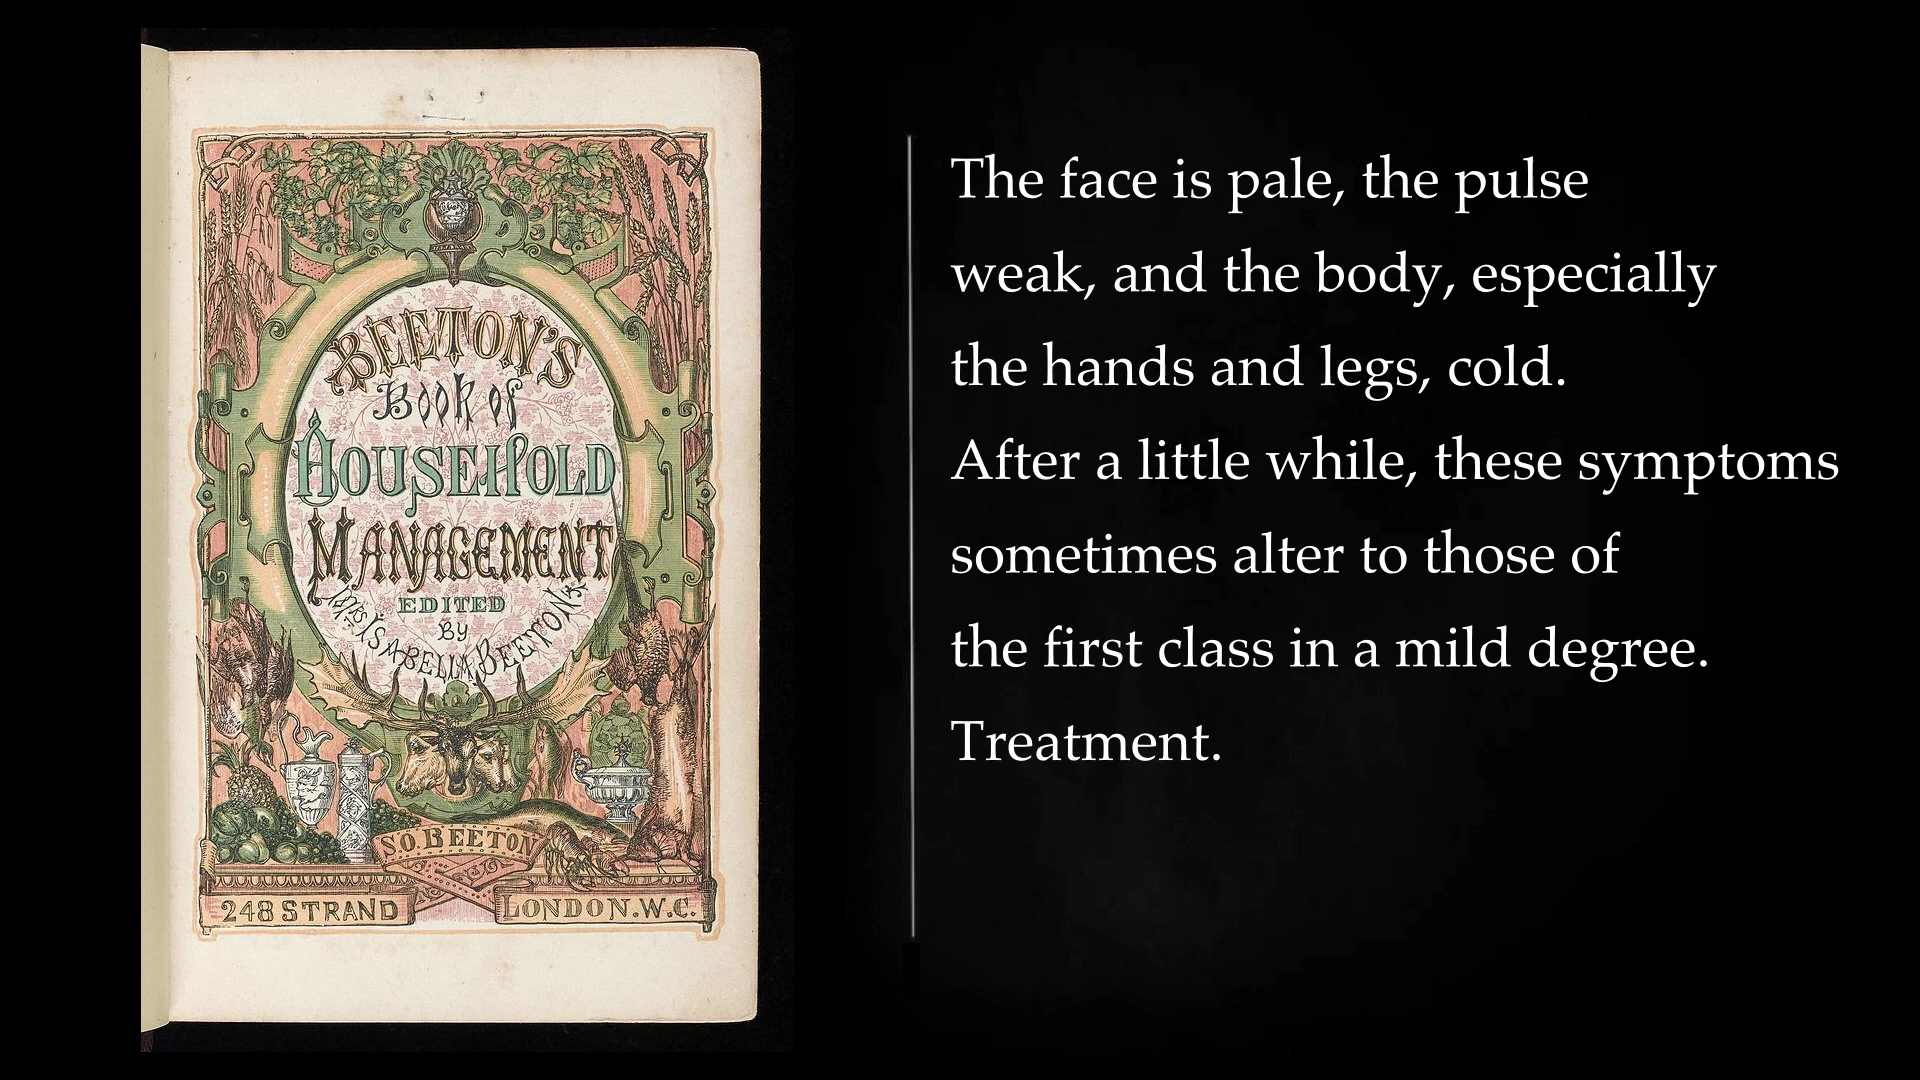 BEETON'S
Book of
HOUSEHOLD
MANAGEMENT
EDITED
BY
MRS ISABELLA BEETON
S.O. BEETON
248 STRAND
LONDON. W.C.
The face is pale, the pulse
weak, and the body, especially
the hands and legs, cold.
After a little while, these symptoms
sometimes alter to those of
the first class in a mild degree.
Treatment.